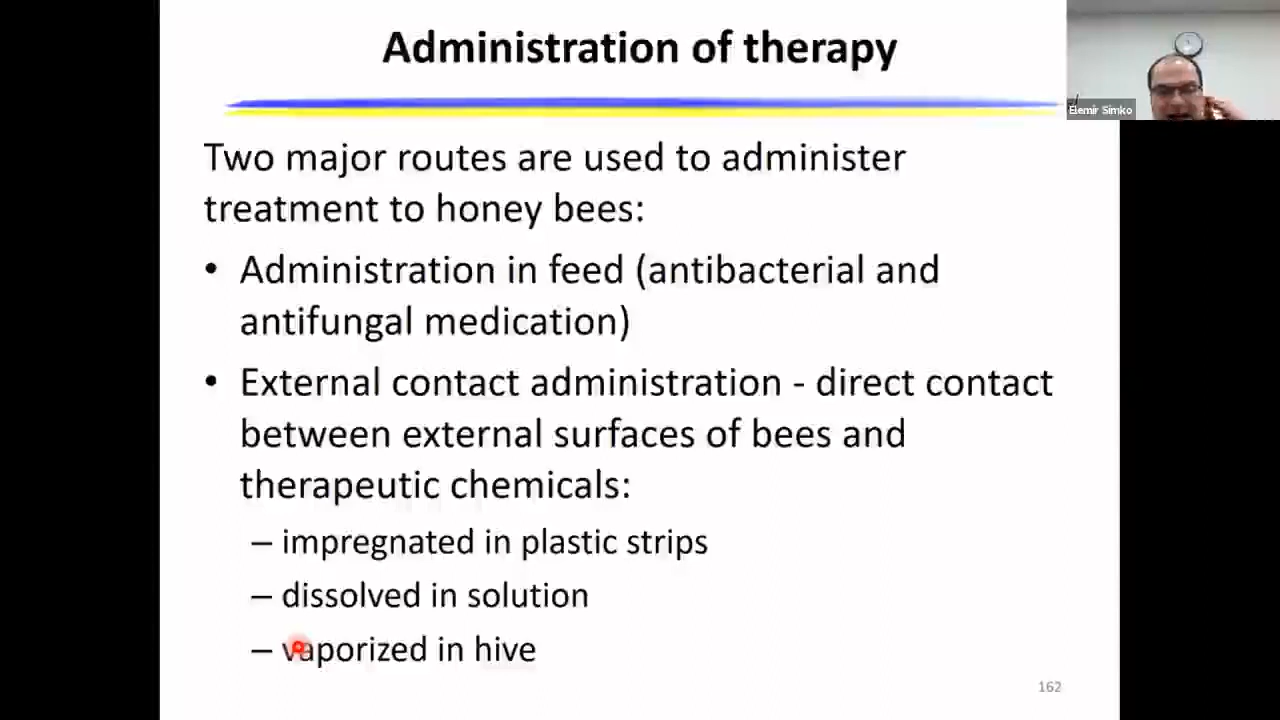 Administration of therapy
Elemir Simko
Two major routes are used to administer
treatment to honey bees:
• Administration in feed (antibacterial and
antifungal medication)
• External contact administration - direct contact
between external surfaces of bees and
therapeutic chemicals:
– impregnated in plastic strips
– dissolved in solution
– vaporized in hive
162